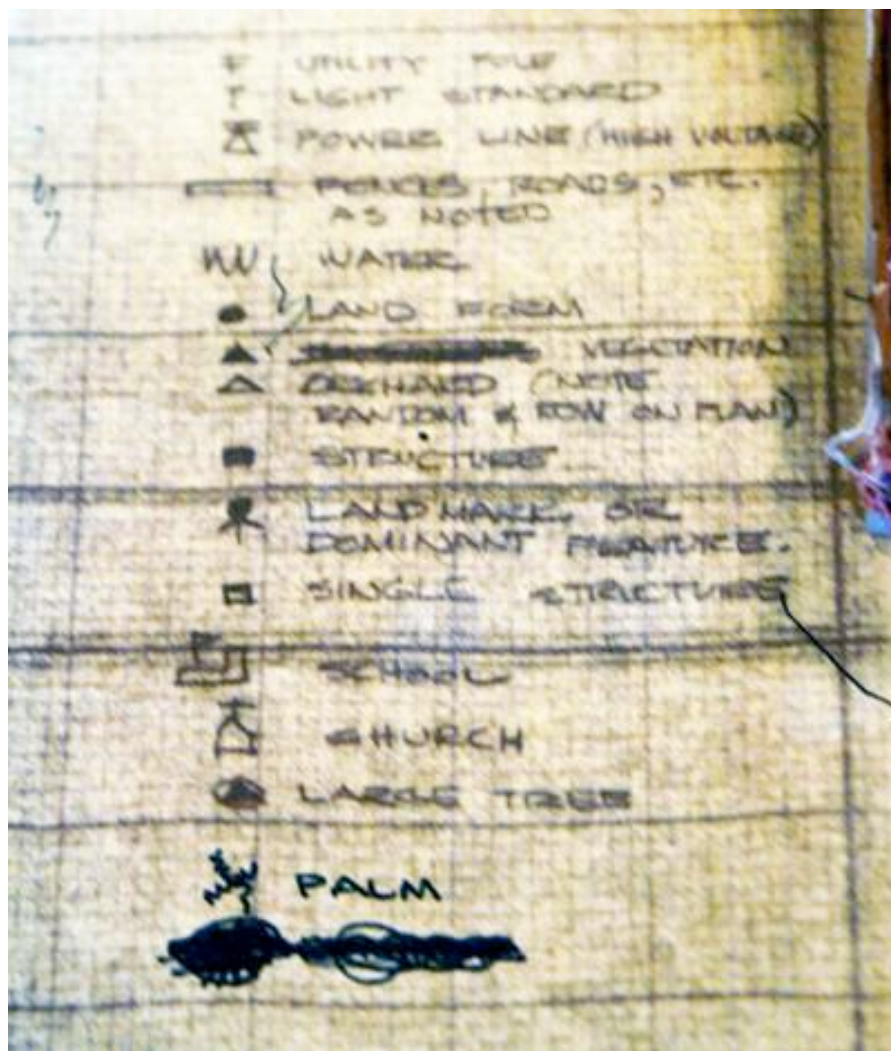 UTILITY POLE
LIGHT STANDARD
POWER LINE (HIGH VOLTAGE)
FENCES, ROADS, ETC.
AS NOTED
WATER
LAND FORM
VEGETATION
ORCHARD (NOTE
RANDOM & ROW ON PLAN)
STRUCTURE
LANDMARK, OR
DOMINANT FEATURE.
SINGLE STRUCTURE
SCHOOL
CHURCH
LARGE TREE
PALM